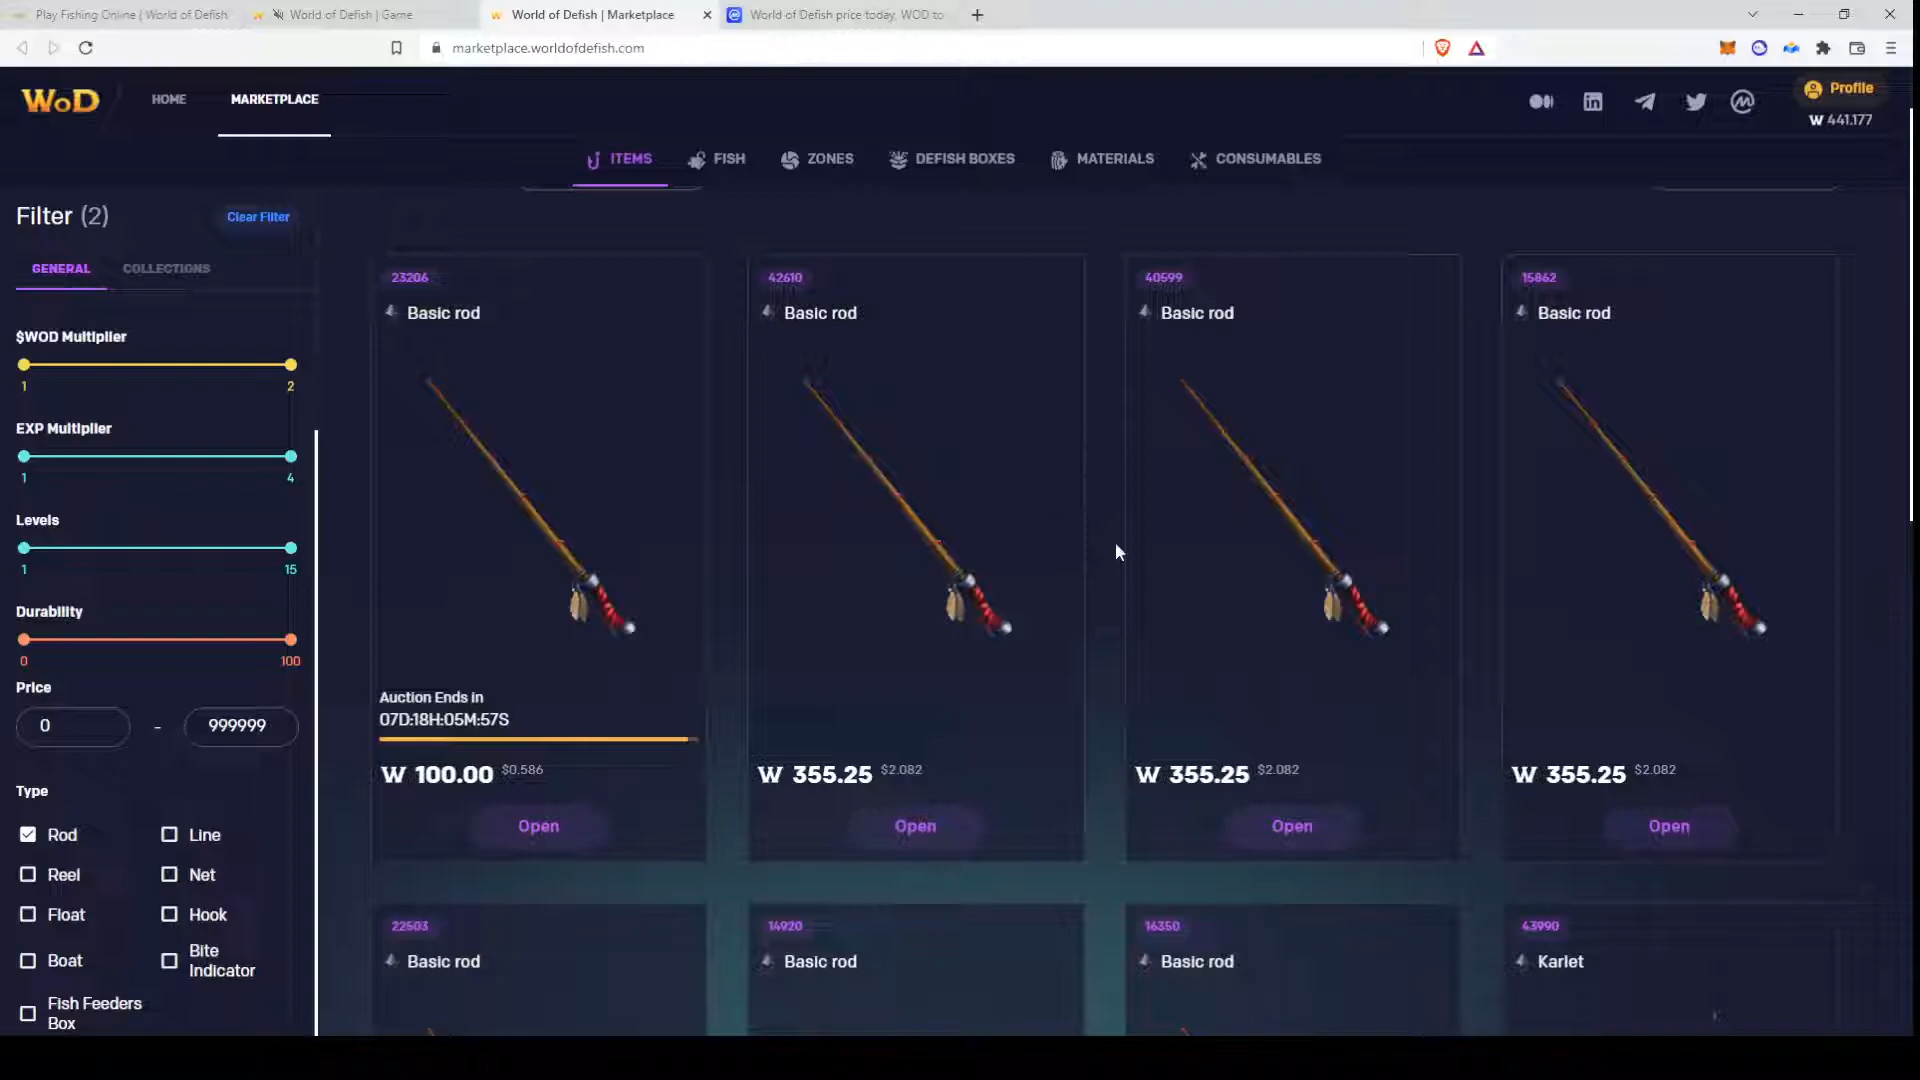 Play Fishing Online | World of Defish
World of Defish | Game
World of Defish | Marketplace
World of Defish price today, WOD to
marketplace.worldofdefish.com
WoD
HOME
MARKETPLACE
Profile
W 441.177
ITEMS
FISH
ZONES
DEFISH BOXES
MATERIALS
CONSUMABLES
Filter (2)
Clear Filter
GENERAL
COLLECTIONS
$WOD Multiplier
1
2
EXP Multiplier
1
4
Levels
1
15
Durability
0
100
Price
0
-
999999
Type
Rod
Line
Reel
Net
Float
Hook
Boat
Bite
Indicator
Fish Feeders
Box
23206
Basic rod
Auction Ends in
07D:18H:05M:57S
W 100.00 $0.586
Open
42610
Basic rod
W 355.25 $2.082
Open
40599
Basic rod
W 355.25 $2.082
Open
15862
Basic rod
W 355.25 $2.082
Open
22503
Basic rod
14920
Basic rod
16350
Basic rod
43990
Karlet